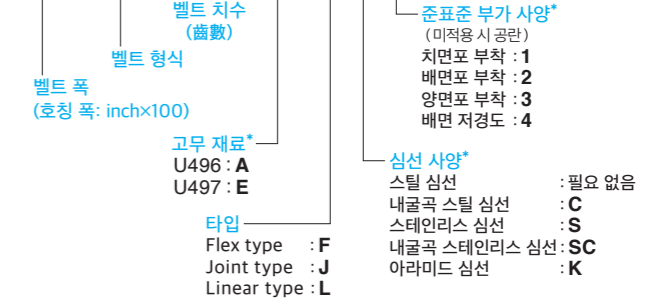 벨트 치수
(齒數)
벨트 형식
벨트 폭
(호칭 폭: inch×100)
고무 재료*
U496 : A
U497 : E
타입
Flex type : F
Joint type : J
Linear type : L
준표준 부가 사양*
(미적용 시 공란)
치면포 부착 : 1
배면포 부착 : 2
양면포 부착 : 3
배면 저경도 : 4
심선 사양*
스틸 심선 : 필요 없음
내굴곡 스틸 심선 : C
스테인리스 심선 : S
내굴곡 스테인리스 심선 : SC
아라미드 심선 : K